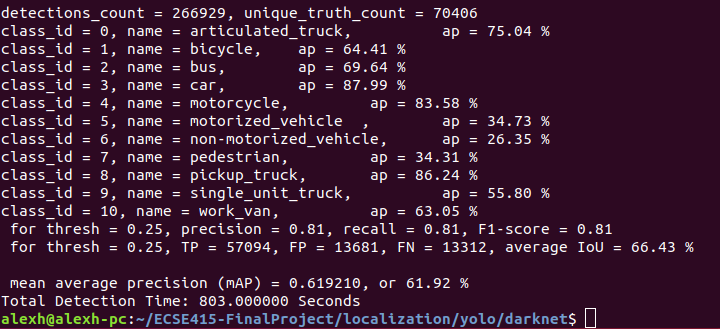 detections_count = 266929, unique_truth_count = 70406
class_id = 0, name = articulated_truck,           ap = 75.04 %
class_id = 1, name = bicycle,    ap = 64.41 %
class_id = 2, name = bus,        ap = 69.64 %
class_id = 3, name = car,        ap = 87.99 %
class_id = 4, name = motorcycle,          ap = 83.58 %
class_id = 5, name = motorized_vehicle  ,         ap = 34.73 %
class_id = 6, name = non-motorized_vehicle,       ap = 26.35 %
class_id = 7, name = pedestrian,          ap = 34.31 %
class_id = 8, name = pickup_truck,        ap = 86.24 %
class_id = 9, name = single_unit_truck,           ap = 55.80 %
class_id = 10, name = work_van,           ap = 63.05 %
 for thresh = 0.25, precision = 0.81, recall = 0.81, F1-score = 0.81
 for thresh = 0.25, TP = 57094, FP = 13681, FN = 13312, average IoU = 66.43 %

 mean average precision (mAP) = 0.619210, or 61.92 %
Total Detection Time: 803.000000 Seconds
alexh@alexh-pc:~/ECSE415-FinalProject/localization/yolo/darknet$